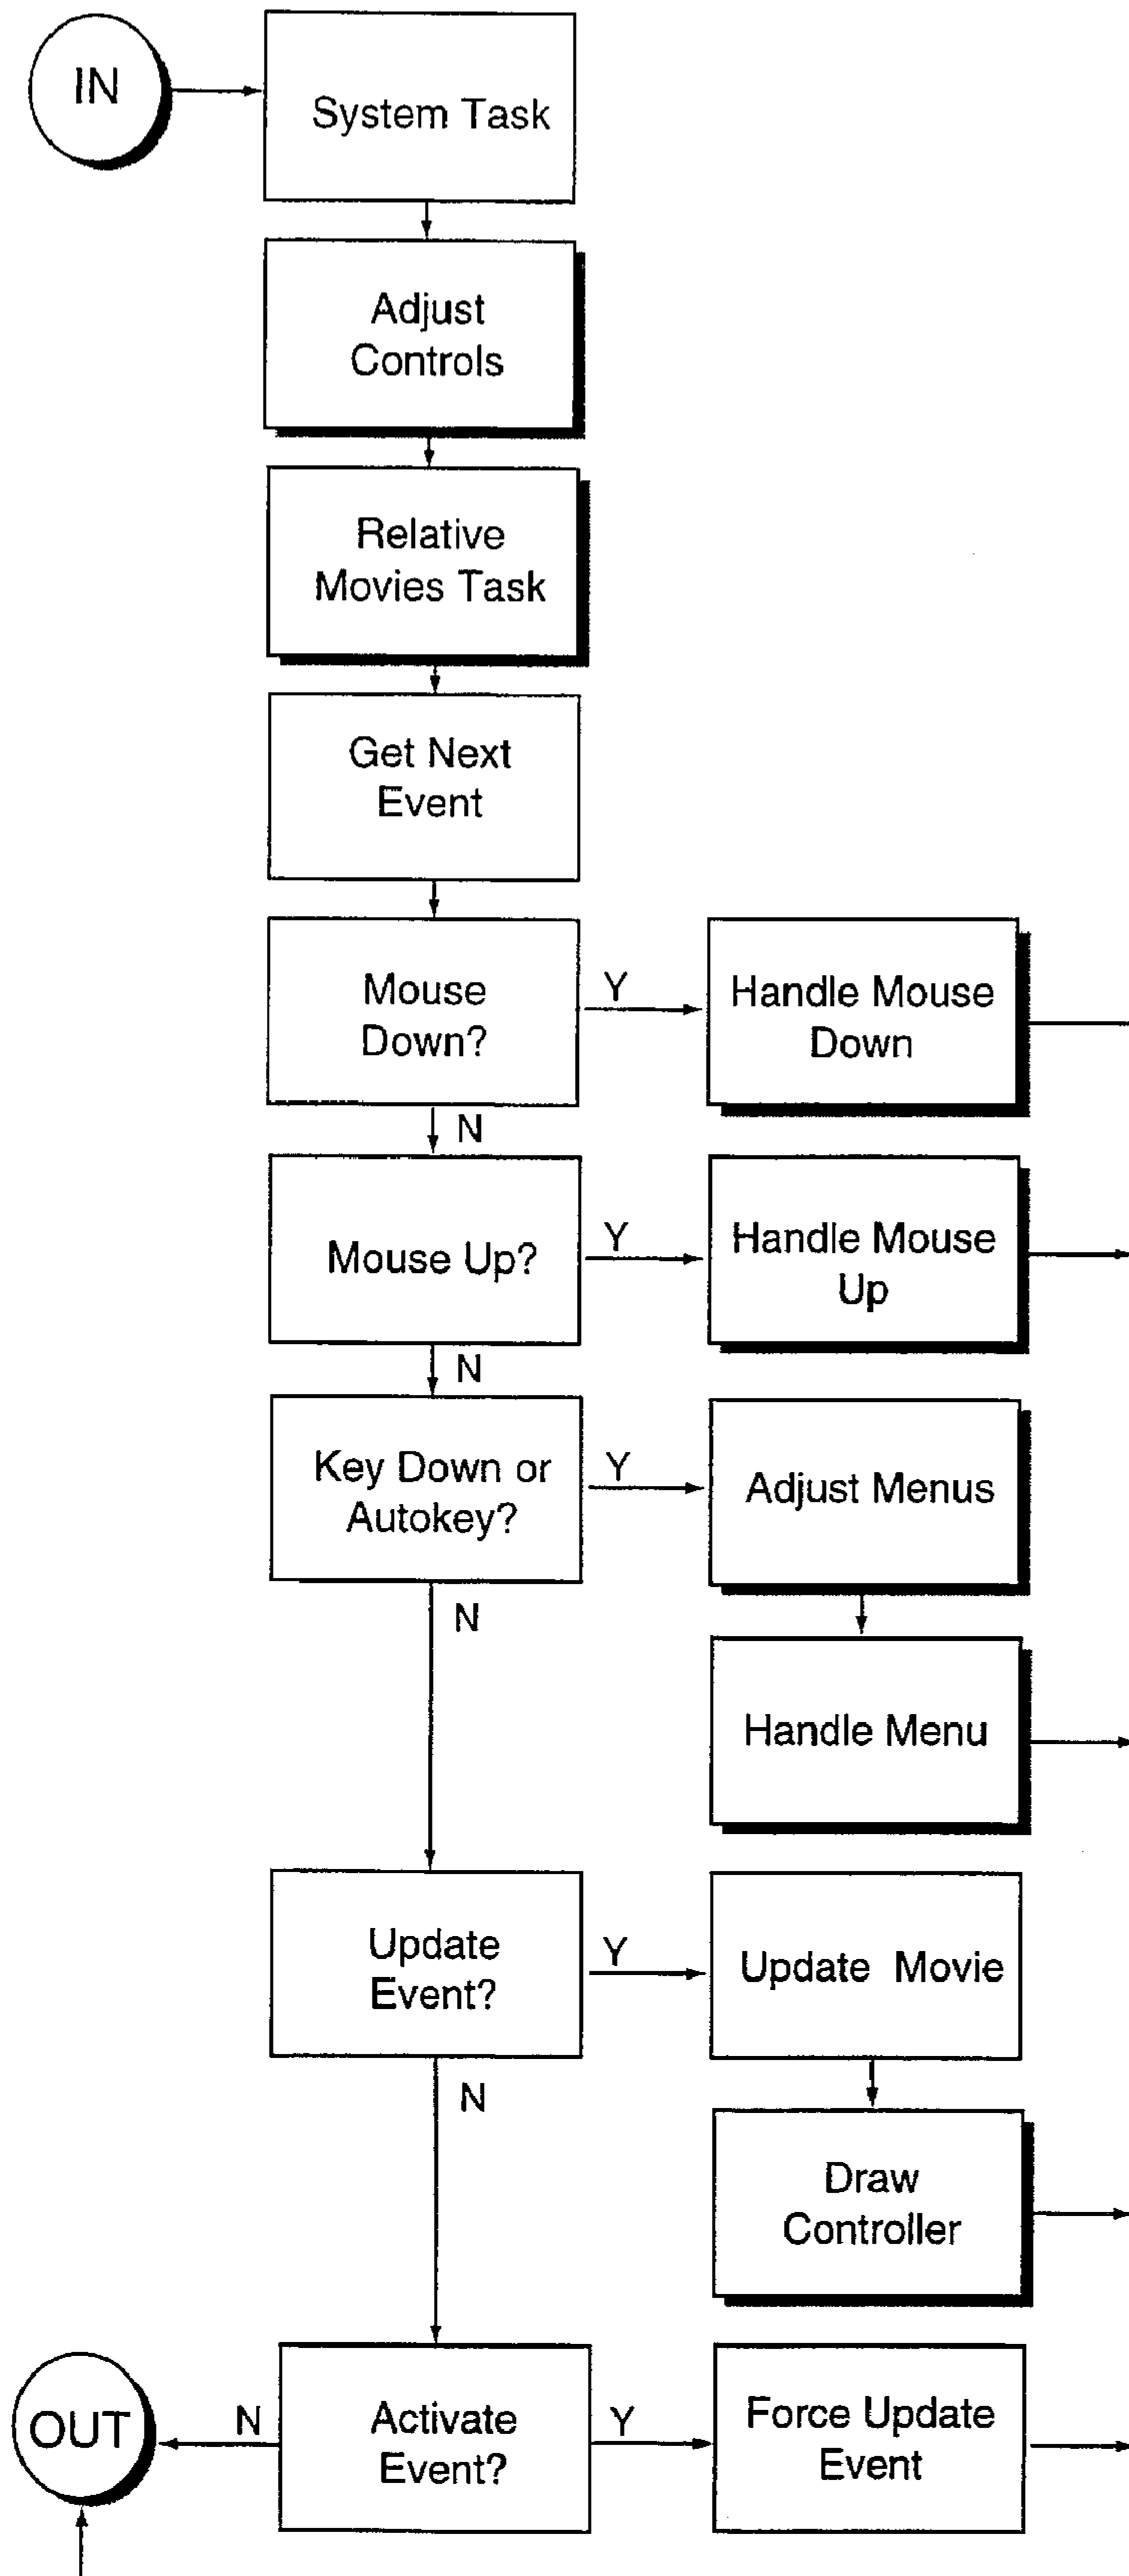 IN
System Task
Adjust
Controls
Relative
Movies Task
Get Next
Event
Mouse
Down?
Y
Handle Mouse
Down
N
Mouse Up?
Y
Handle Mouse
Up
N
Key Down or
Autokey?
Y
Adjust Menus
N
Handle Menu
Update
Event?
Y
Update Movie
N
Draw
Controller
OUT
N
Activate
Event?
Y
Force Update
Event